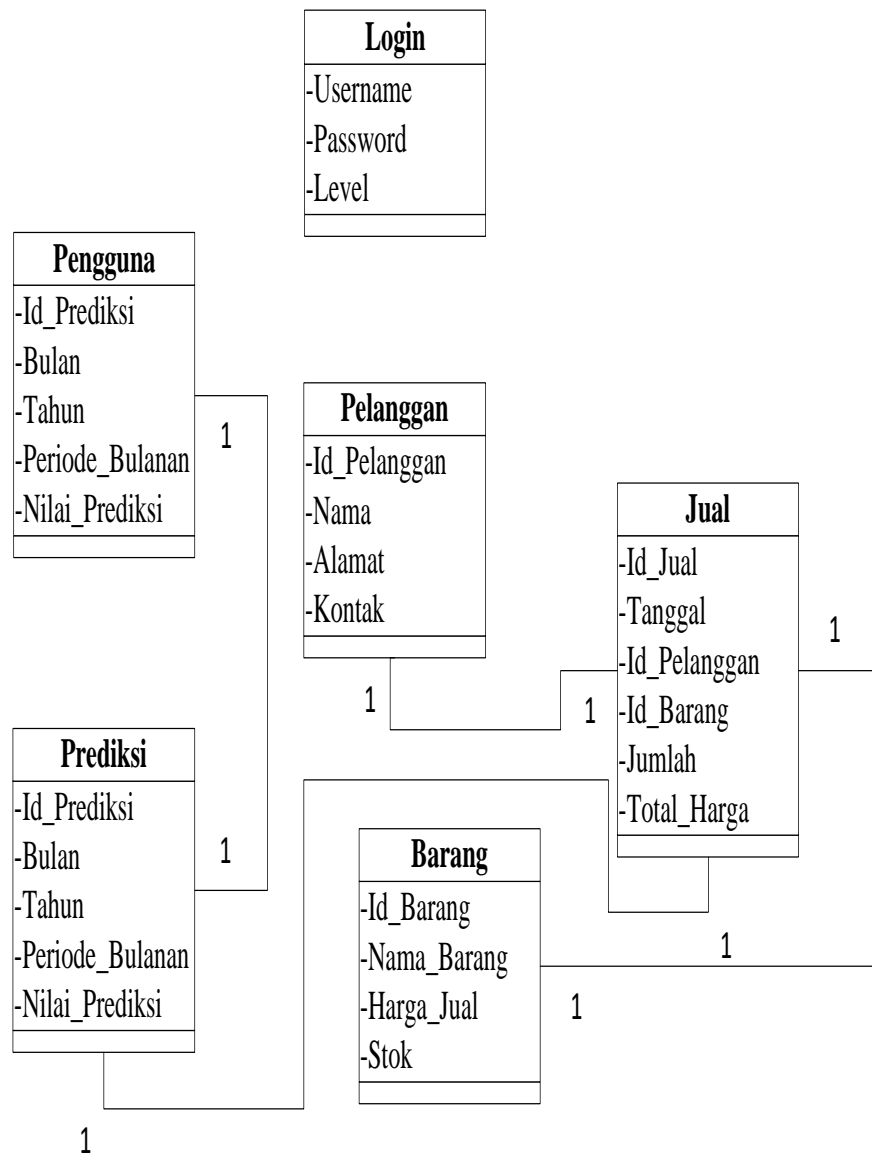 Login
-Username
-Password
-Level
Pengguna
-Id_Prediksi
-Bulan
-Tahun
-Periode_Bulanan
-Nilai_Prediksi
1
Pelanggan
-Id_Pelanggan
-Nama
-Alamat
-Kontak
1
1
Jual
-Id_Jual
-Tanggal
-Id_Pelanggan
-Id_Barang
-Jumlah
-Total_Harga
1
1
Prediksi
-Id_Prediksi
-Bulan
-Tahun
-Periode_Bulanan
-Nilai_Prediksi
1
1
Barang
-Id_Barang
-Nama_Barang
-Harga_Jual
-Stok
1